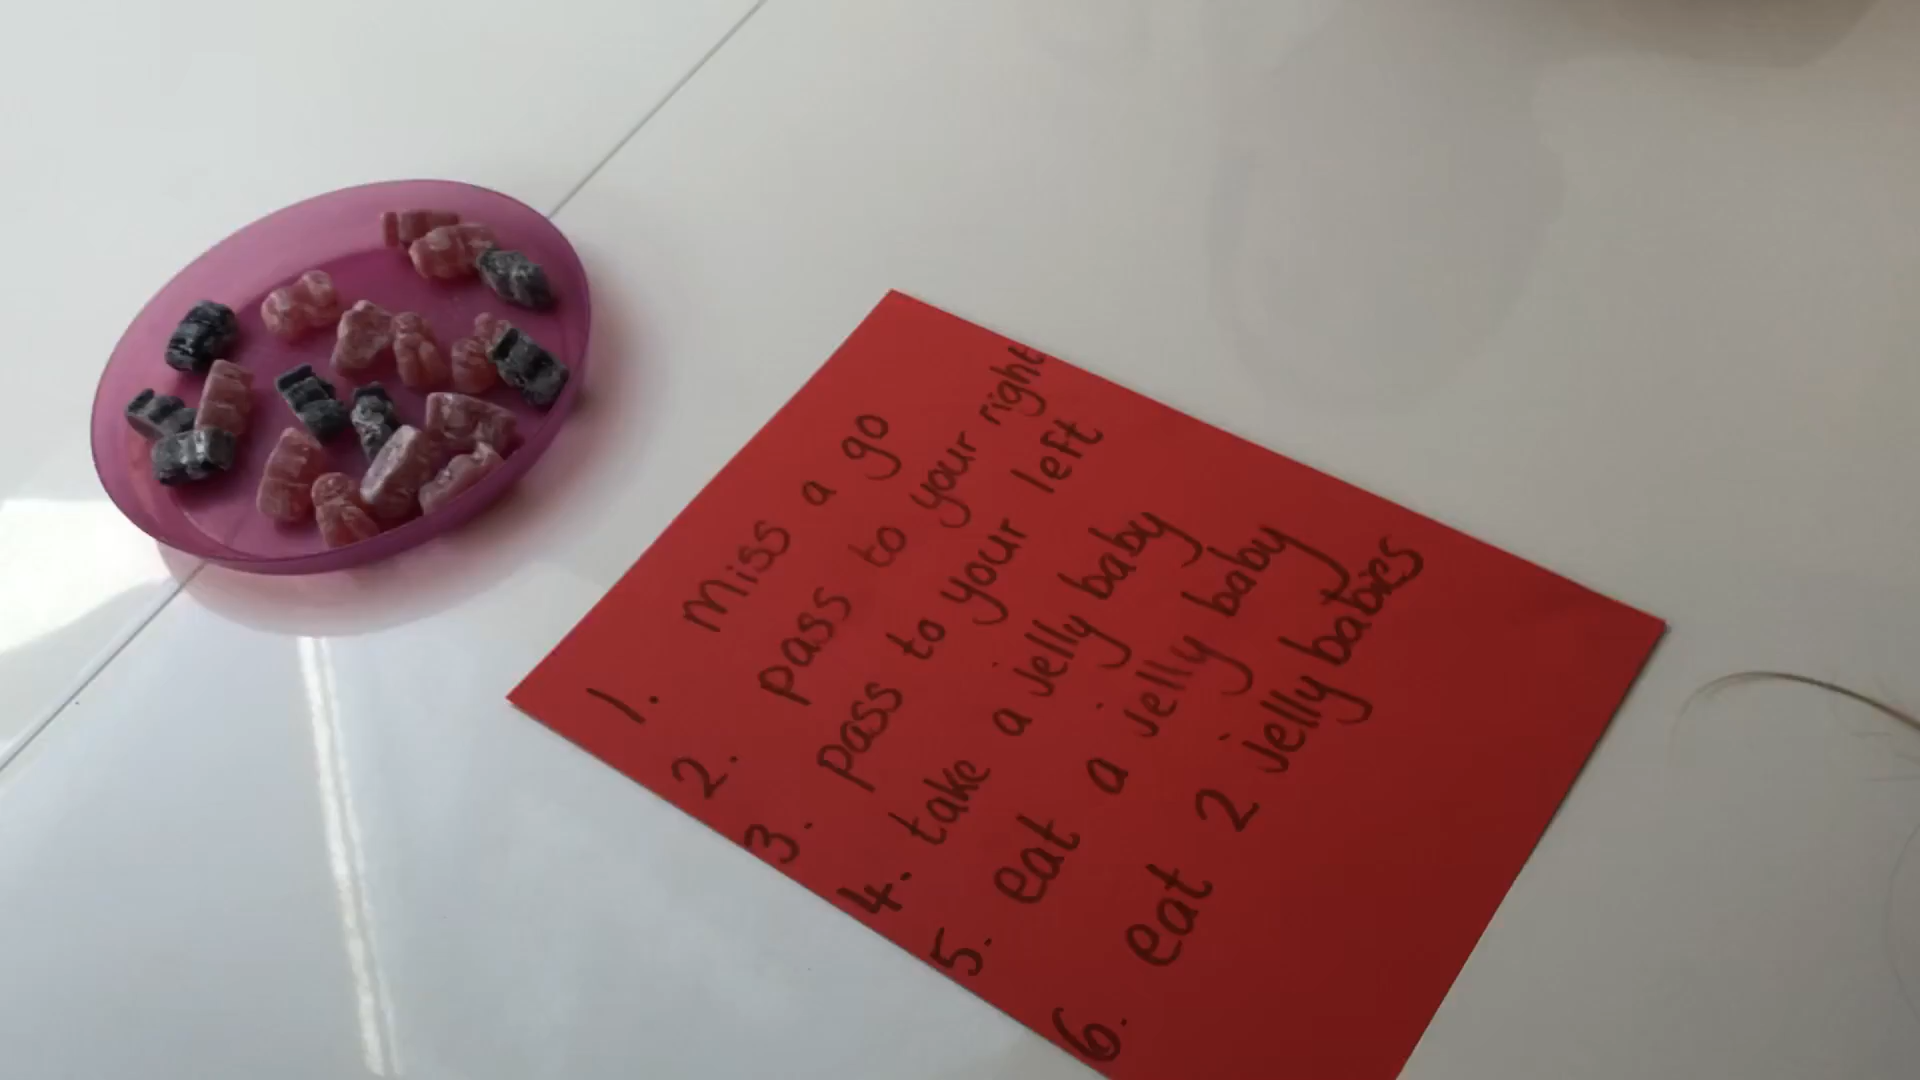 1. Miss a go
2. pass to your right
3. pass to your left
4. take a jelly baby
5. eat a jelly baby
6. eat 2 jelly babies